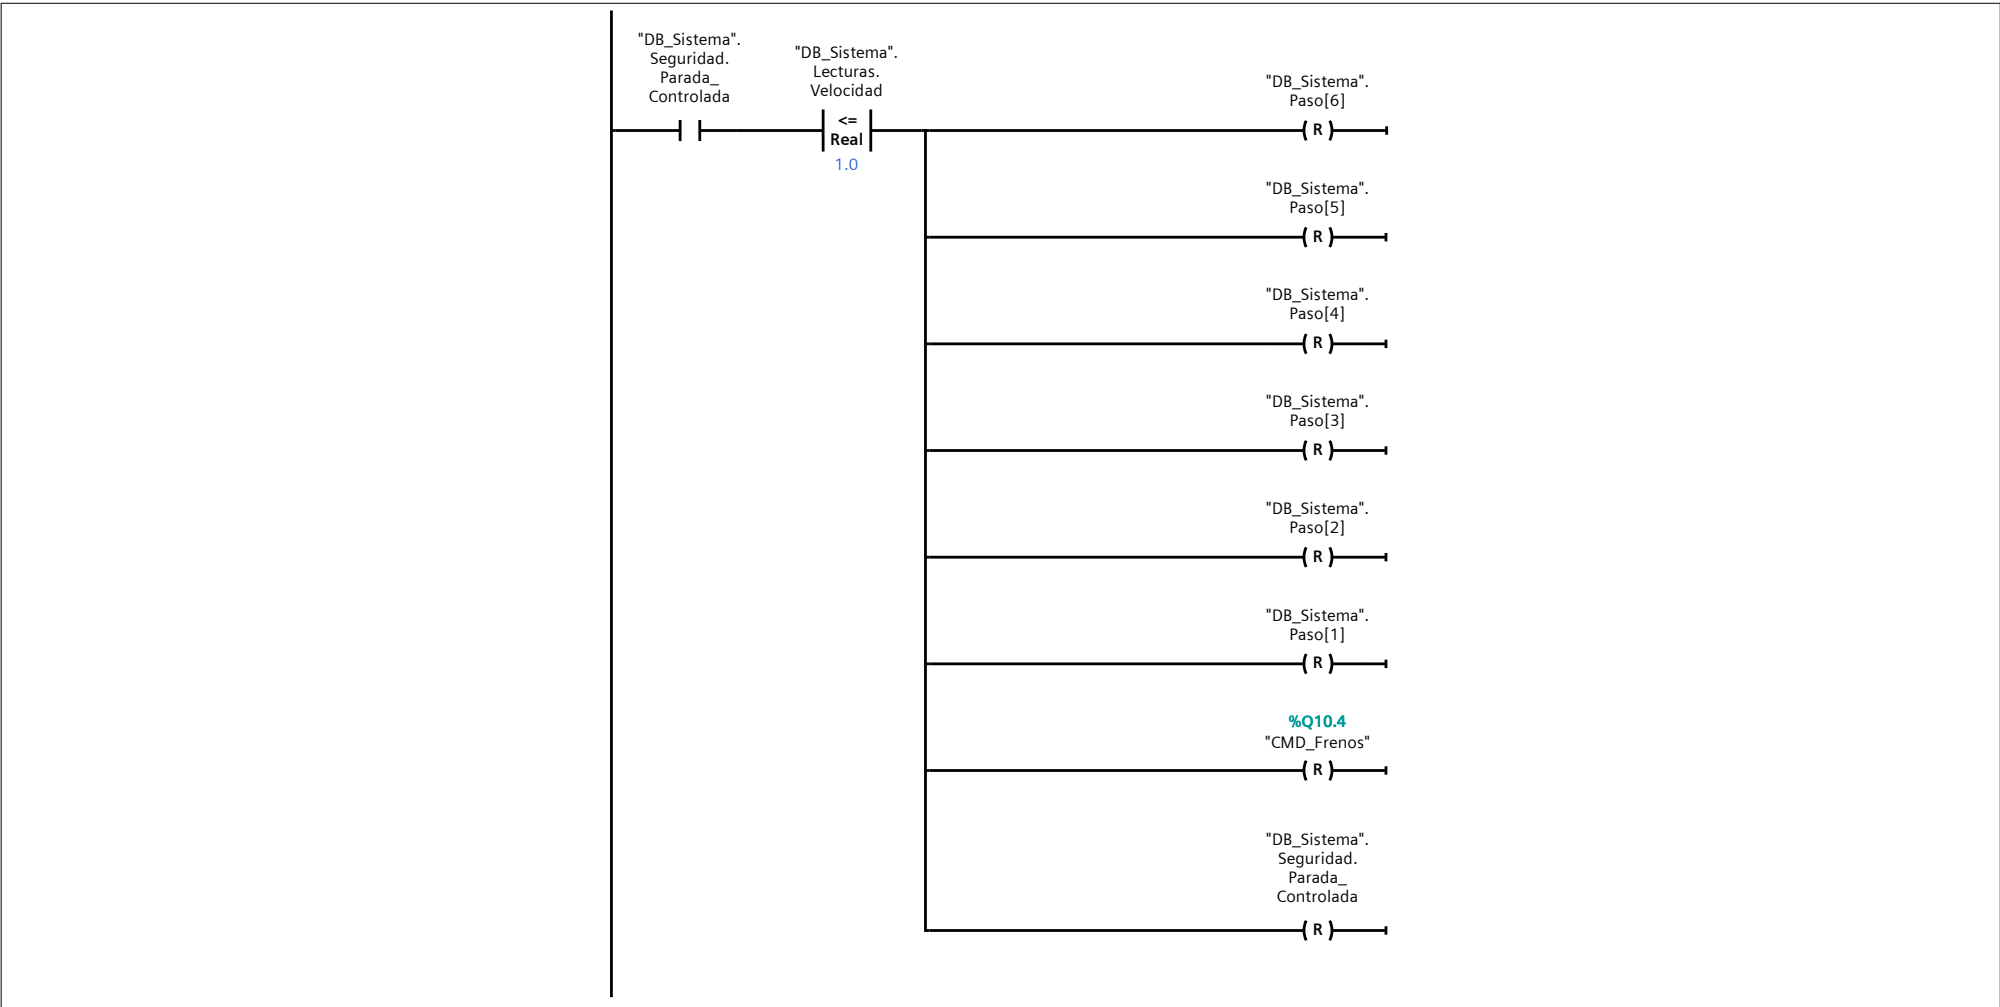 "DB_Sistema".
Seguridad.
Parada_
Controlada
"DB_Sistema".
Lecturas.
Velocidad
<=
Real
1.0
"DB_Sistema".
Paso[6]
( R )
"DB_Sistema".
Paso[5]
( R )
"DB_Sistema".
Paso[4]
( R )
"DB_Sistema".
Paso[3]
( R )
"DB_Sistema".
Paso[2]
( R )
"DB_Sistema".
Paso[1]
( R )
%Q10.4
"CMD_Frenos"
( R )
"DB_Sistema".
Seguridad.
Parada_
Controlada
( R )